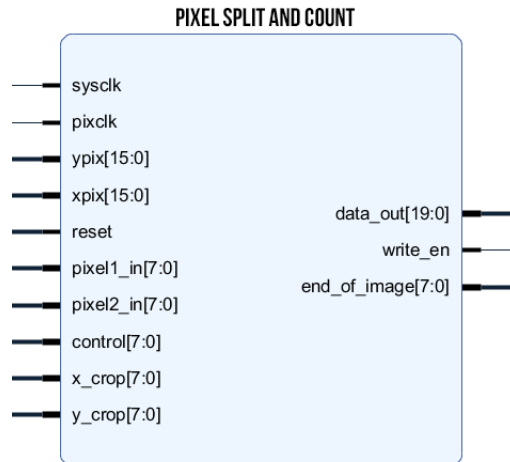 PIXEL SPLIT AND COUNT
sysclk
pixclk
ypix[15:0]
xpix[15:0]
reset
pixel1_in[7:0]
pixel2_in[7:0]
control[7:0]
x_crop[7:0]
y_crop[7:0]
data_out[19:0]
write_en
end_of_image[7:0]